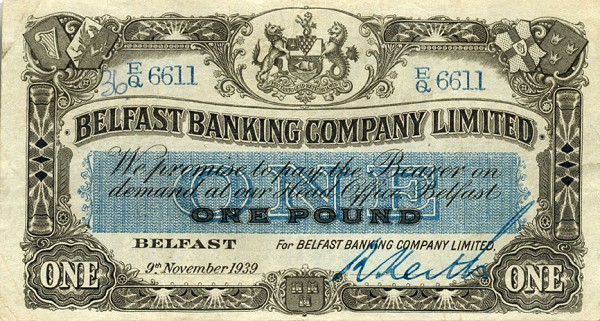 36 E/Q 6611 E/Q 6611
BELFAST BANKING COMPANY LIMITED
We promise to pay the Bearer on
demand at our Head Office Belfast
ONE
ONE POUND
BELFAST For BELFAST BANKING COMPANY LIMITED.
9th November 1939
ONE ONE